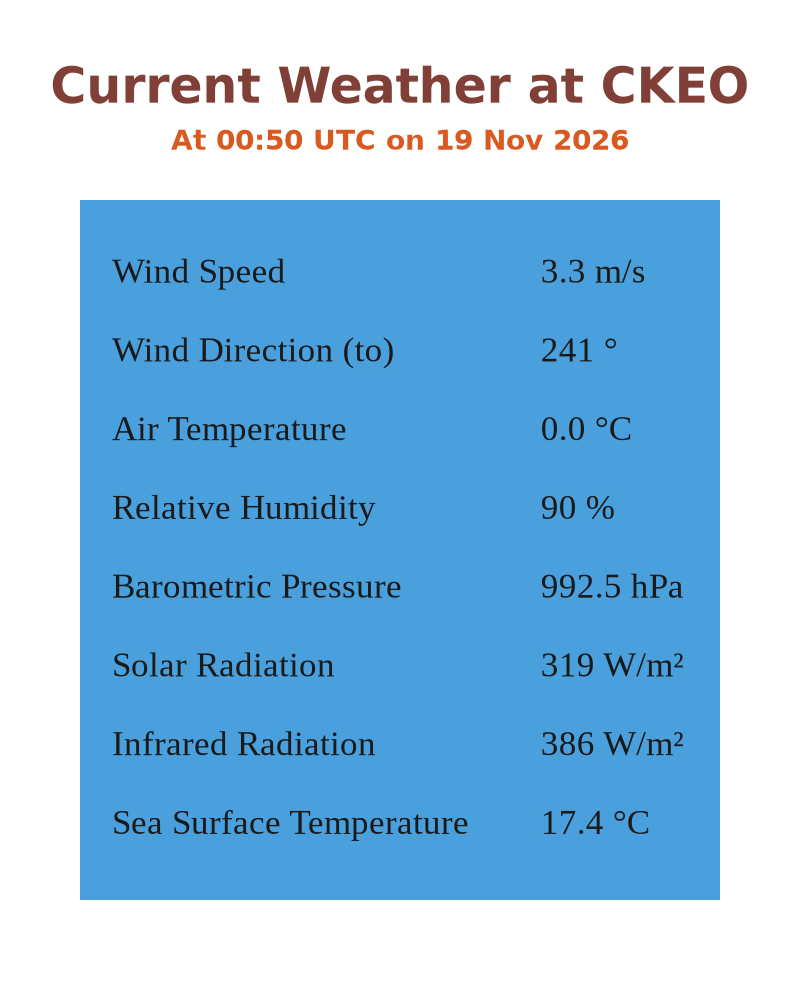 Current Weather at CKEO
At 00:50 UTC on 19 Nov 2026
Wind Speed 3.3 m/s
Wind Direction (to) 241 °
Air Temperature 0.0 °C
Relative Humidity 90 %
Barometric Pressure 992.5 hPa
Solar Radiation 319 W/m²
Infrared Radiation 386 W/m²
Sea Surface Temperature 17.4 °C